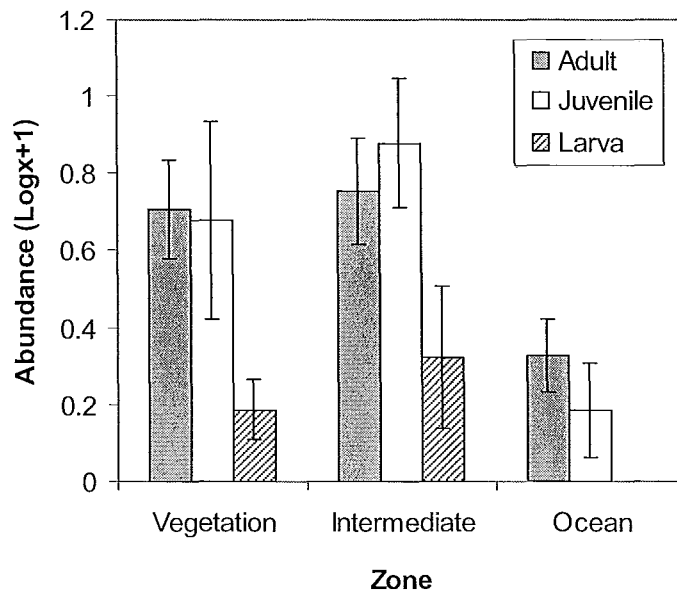 1.2
1
0.8
0.6
0.4
0.2
0
Abundance (Logx+1)
Adult
Juvenile
Larva
Vegetation Intermediate Ocean
Zone